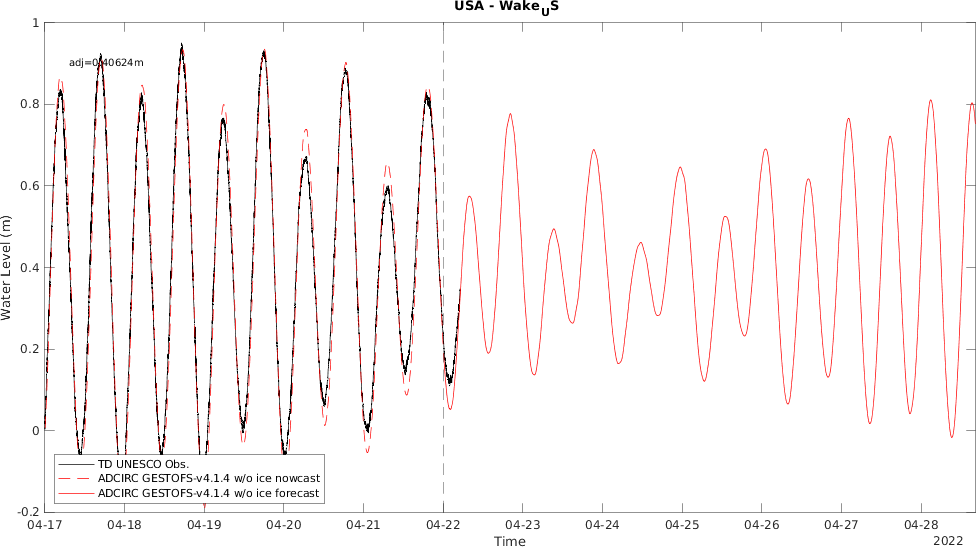 USA - Wake_US
adj=0.40624m
Water Level (m)
1
0.8
0.6
0.4
0.2
0
-0.2
TD UNESCO Obs.
ADCIRC GESTOFS-v4.1.4 w/o ice nowcast
ADCIRC GESTOFS-v4.1.4 w/o ice forecast
04-17 04-18 04-19 04-20 04-21 04-22 04-23 04-24 04-25 04-26 04-27 04-28
Time
2022